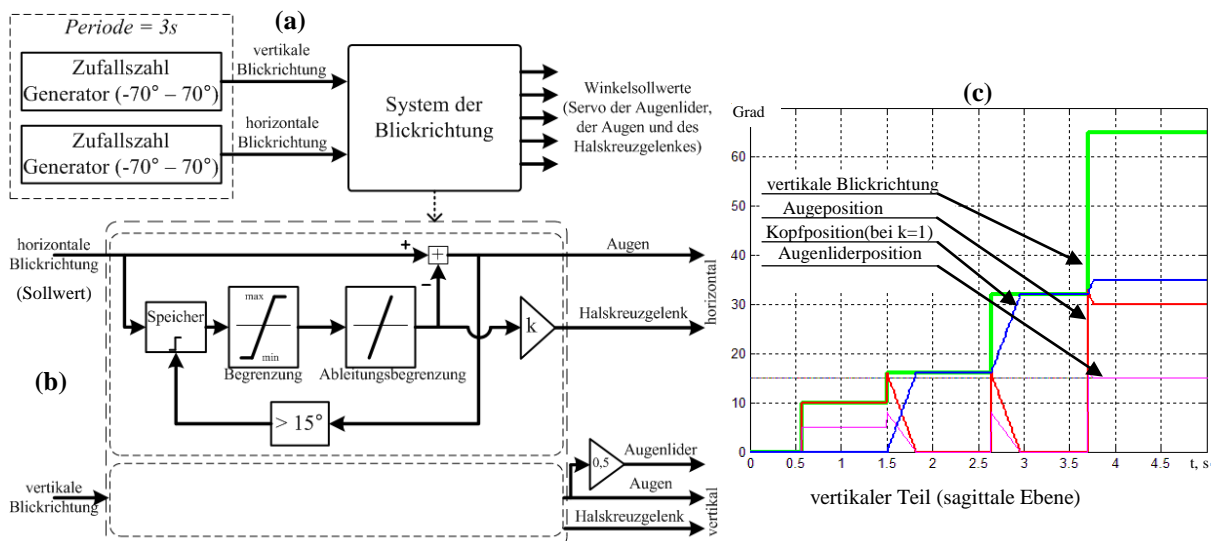 (a)
Periode = 3s
Zufallszahl
Generator (-70° – 70°)
Zufallszahl
Generator (-70° – 70°)
vertikale
Blickrichtung
horizontale
Blickrichtung
System der
Blickrichtung
Winkelsollwerte
(Servo der Augenlider,
der Augen und des
Halskreuzgelenkes)
(b)
horizontale
Blickrichtung
(Sollwert)
Speicher
max
min
Begrenzung
Ableitungsbegrenzung
> 15°
+
+
−
k
Augen
Halskreuzgelenk
horizontal
vertikale
Blickrichtung
0,5
Augenlider
Augen
Halskreuzgelenk
vertikal
(c)
Grad
60
50
40
30
20
10
0
0 0.5 1 1.5 2 2.5 3 3.5 4 4.5 t, s
vertikale Blickrichtung
Augeposition
Kopfposition(bei k=1)
Augenliderposition
vertikaler Teil (sagittale Ebene)